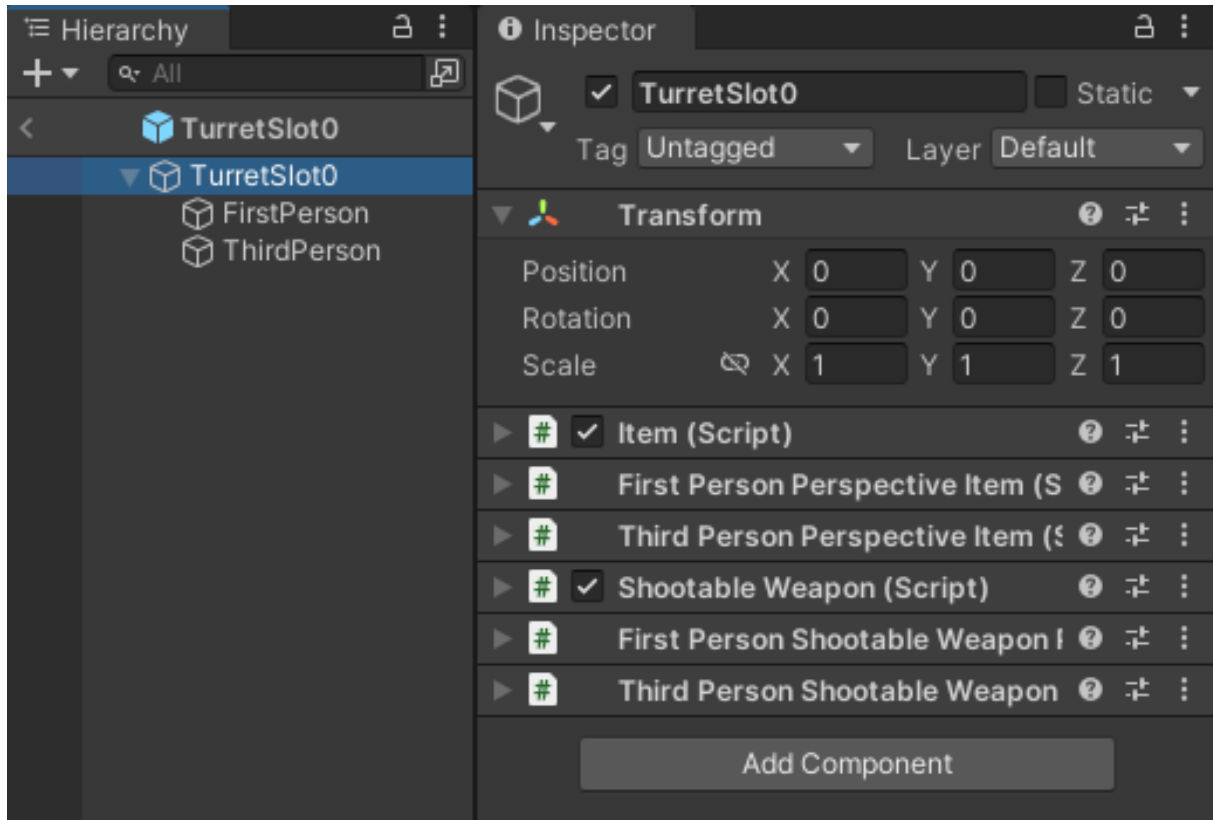 Hierarchy
All
TurretSlot0
TurretSlot0
FirstPerson
ThirdPerson
Inspector
TurretSlot0 Static
Tag Untagged Layer Default
Transform
Position X 0 Y 0 Z 0
Rotation X 0 Y 0 Z 0
Scale X 1 Y 1 Z 1
# Item (Script)
# First Person Perspective Item (S
# Third Person Perspective Item (S
# Shootable Weapon (Script)
# First Person Shootable Weapon
# Third Person Shootable Weapon
Add Component